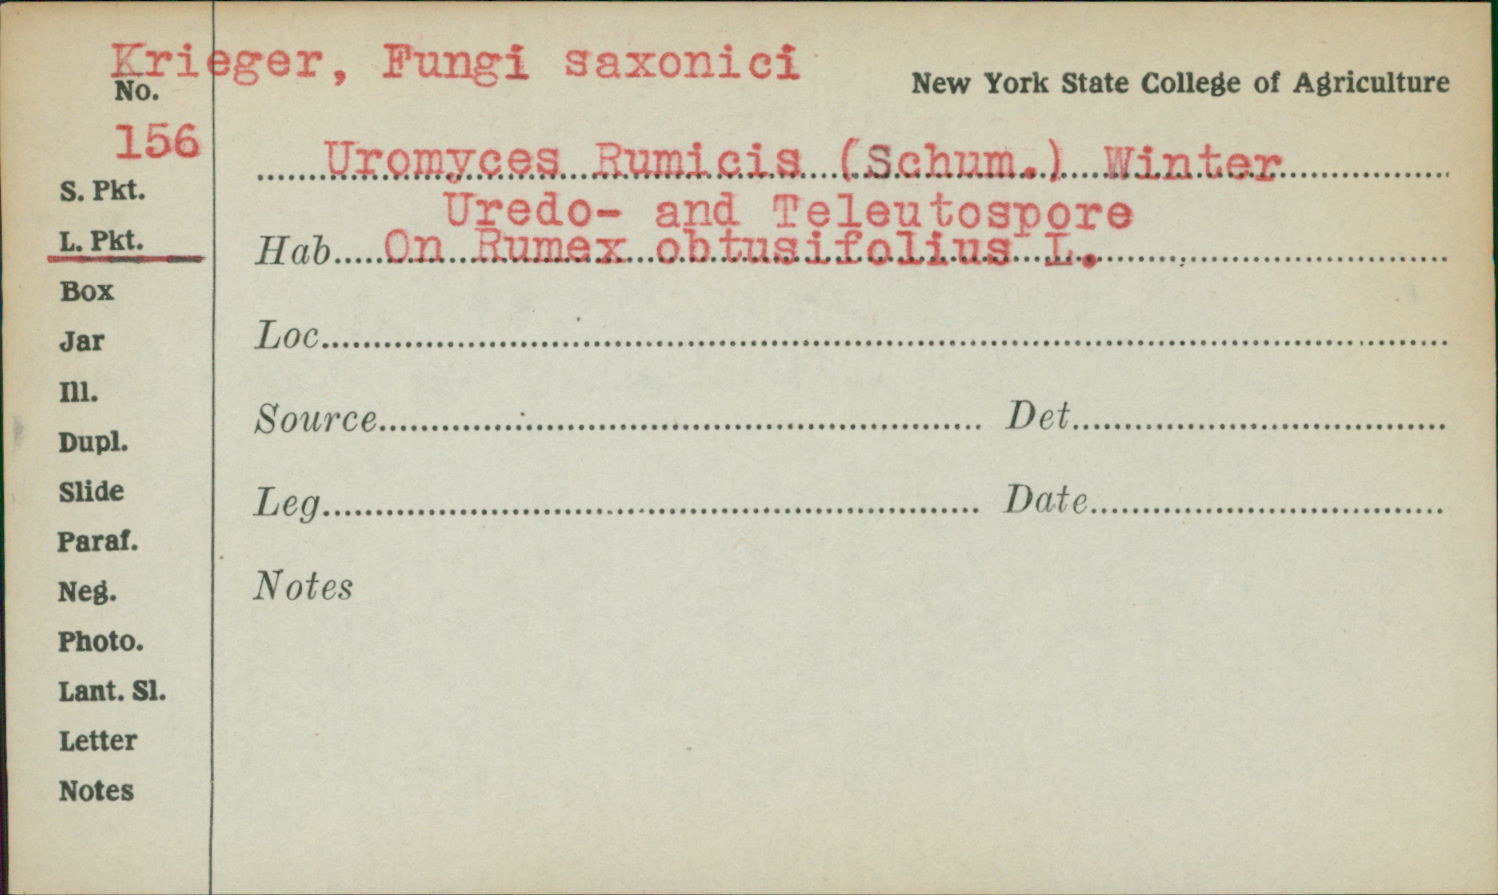 Krieger, Fungi saxonici
No.
New York State College of Agriculture
156
Uromyces Rumicis (Schum.) Winter
S. Pkt.
Uredo- and Teleutospore
L. Pkt.
Hab. On Rumex obtusifolius L.
Box
Jar
Loc.
Ill.
Source
Det.
Dupl.
Slide
Leg.
Date
Paraf.
Neg.
Notes
Photo.
Lant. Sl.
Letter
Notes